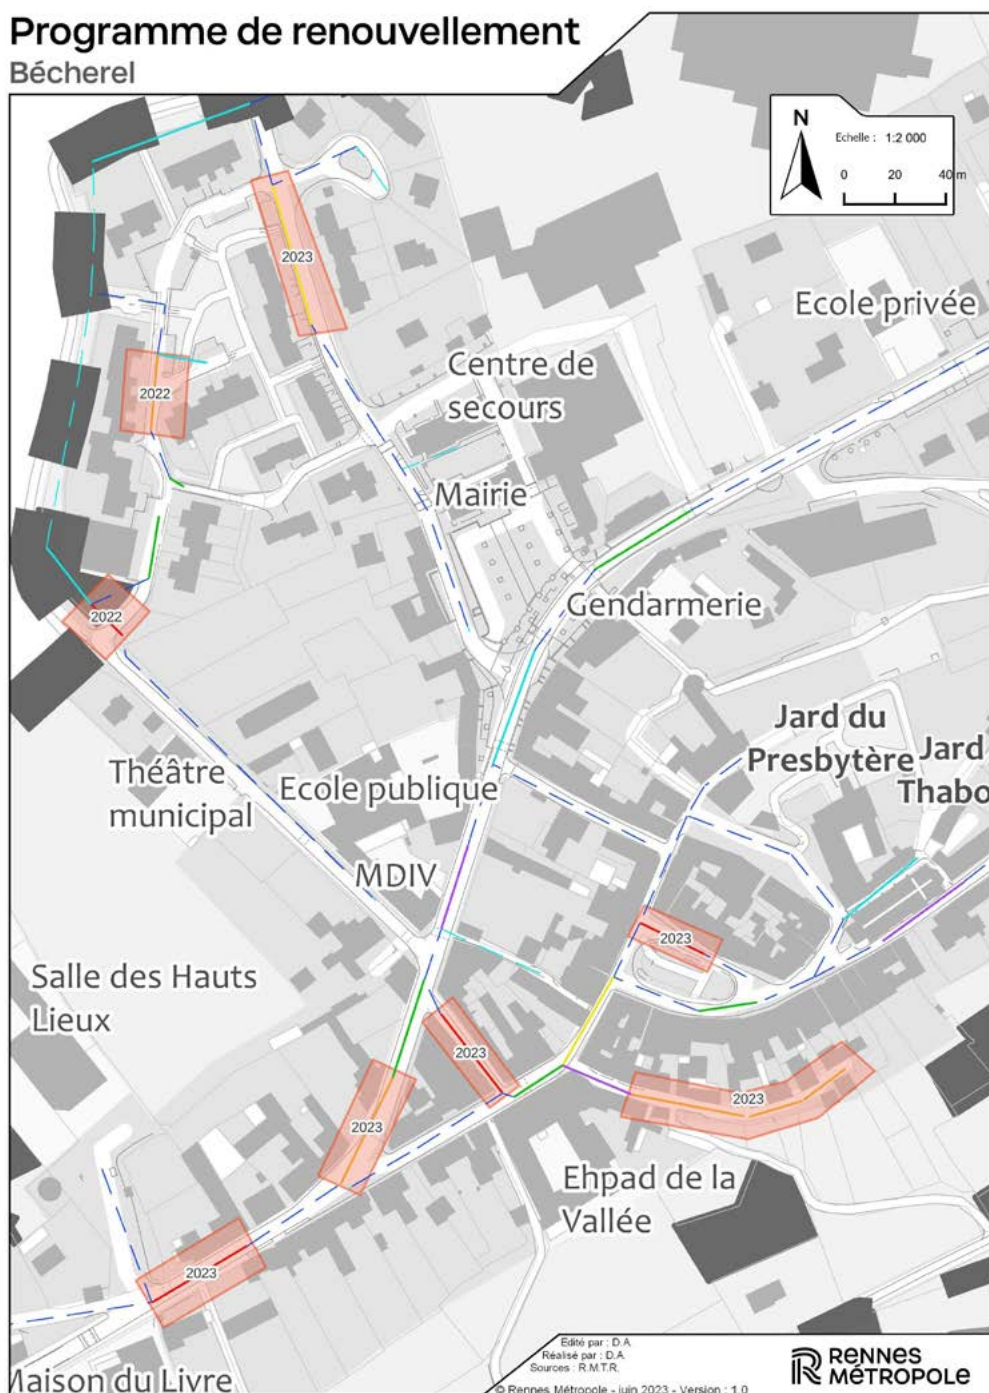 Programme de renouvellement
Bécherel
N
Echelle : 1:2 000
0 20 40 m
2023
Ecole privée
Centre de
secours
2022
Mairie
Gendarmerie
2022
Jard du
Presbytère
Jard
Thabo
Théâtre
municipal
Ecole publique
MDIV
2023
Salle des Hauts
Lieux
2023
2023
2023
Ehpad de la
Vallée
2023
Maison du Livre
Edité par : D.A
Réalisé par : D.A.
Sources : R.M.T.R.
© Rennes Métropole - juin 2023 - Version : 1.0
RENNES
MÉTROPOLE